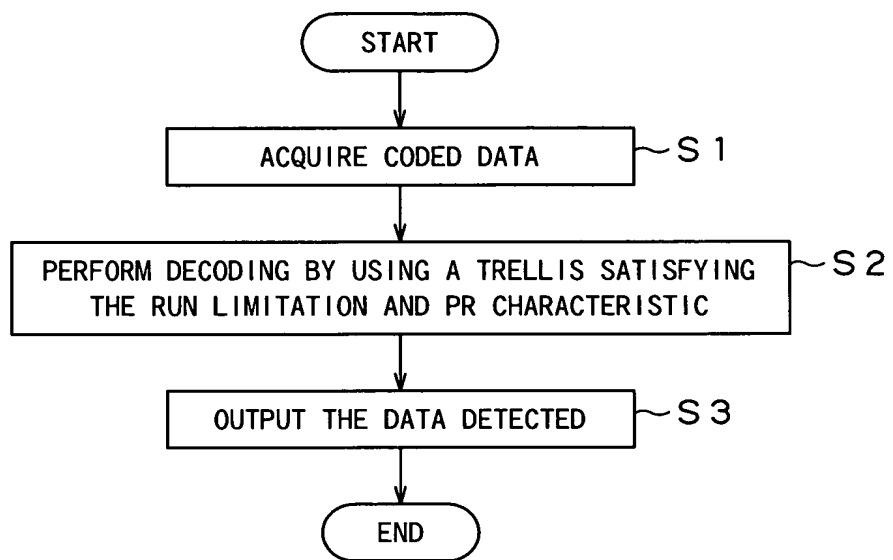 START
ACQUIRE CODED DATA
S1
PERFORM DECODING BY USING A TRELLIS SATISFYING
THE RUN LIMITATION AND PR CHARACTERISTIC
S2
OUTPUT THE DATA DETECTED
S3
END